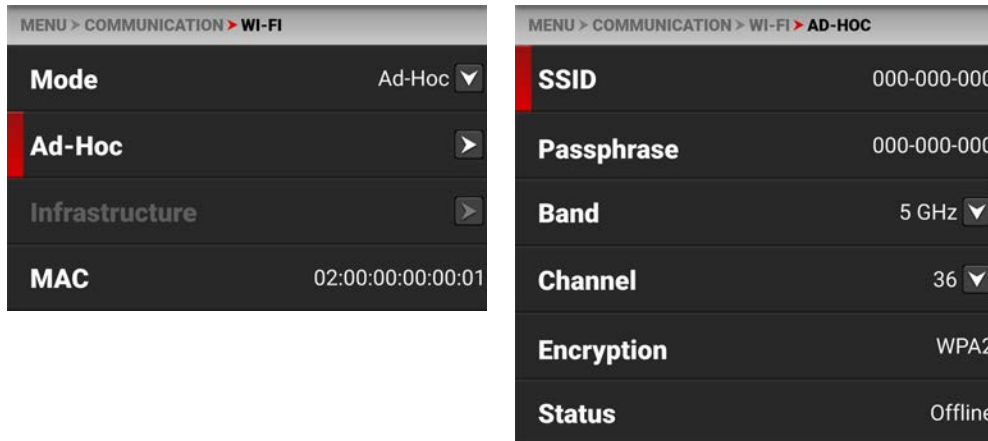 MENU > COMMUNICATION > WI-FI
Mode Ad-Hoc
Ad-Hoc
Infrastructure
MAC 02:00:00:00:00:01
MENU > COMMUNICATION > WI-FI > AD-HOC
SSID 000-000-000
Passphrase 000-000-000
Band 5 GHz
Channel 36
Encryption WPA2
Status Offline